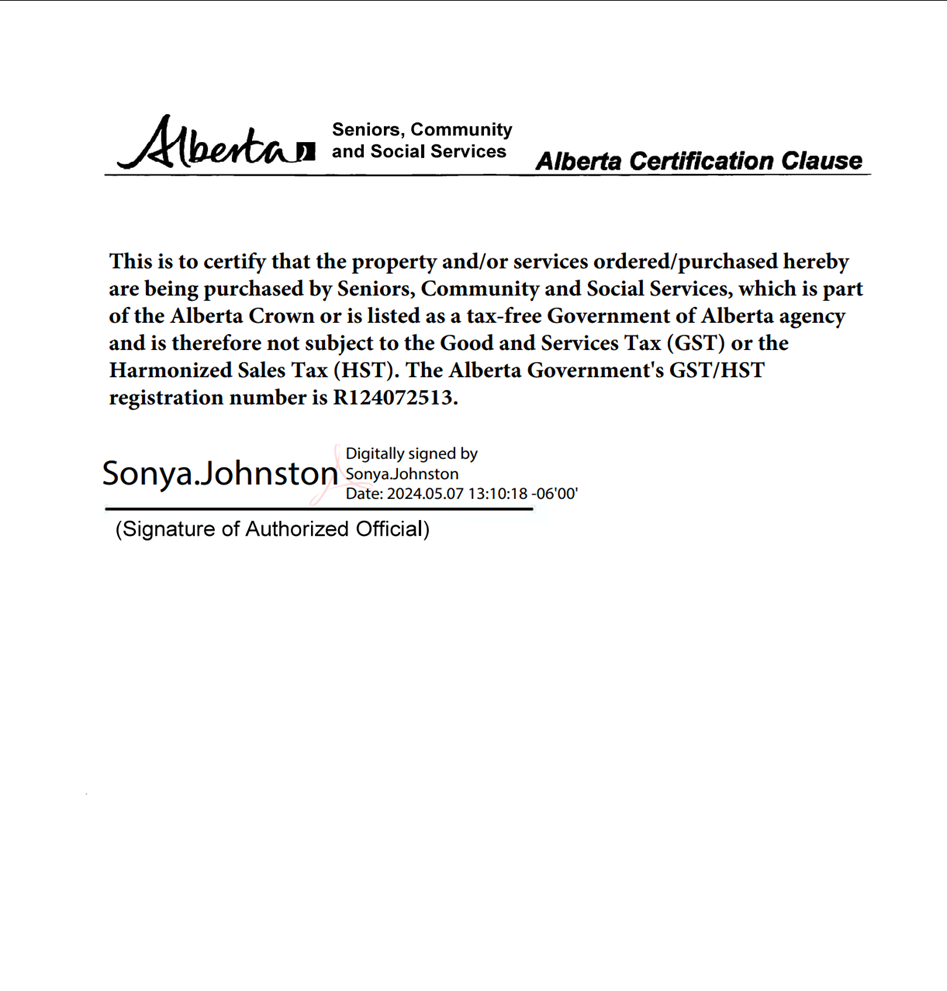 Alberta
Seniors, Community
and Social Services
Alberta Certification Clause
This is to certify that the property and/or services ordered/purchased hereby
are being purchased by Seniors, Community and Social Services, which is part
of the Alberta Crown or is listed as a tax-free Government of Alberta agency
and is therefore not subject to the Good and Services Tax (GST) or the
Harmonized Sales Tax (HST). The Alberta Government's GST/HST
registration number is R124072513.
Sonya.Johnston
Digitally signed by
Sonya.Johnston
Date: 2024.05.07 13:10:18 -06'00'
(Signature of Authorized Official)